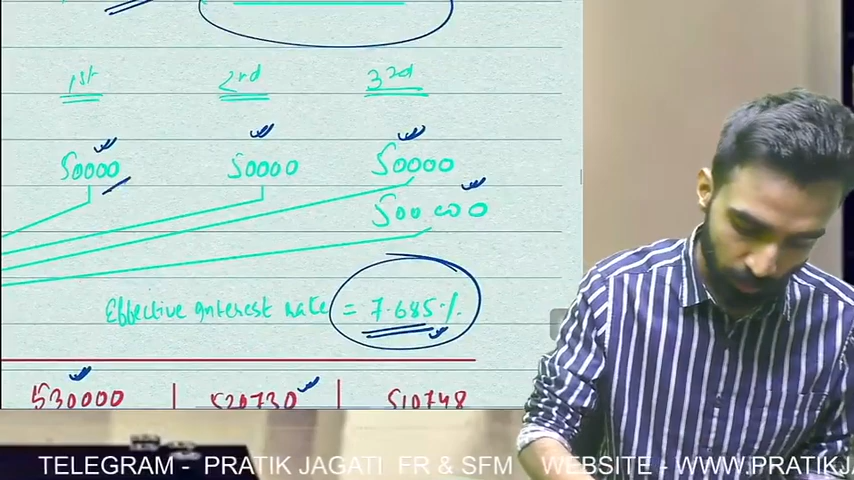 1st 2nd 3rd
50000 50000 50000
500000
Effective interest rate = 7.685%.
530000 | 520730 | 510748
TELEGRAM - PRATIK JAGATI FR & SFM WEBSITE - WWW.PRATIKJA